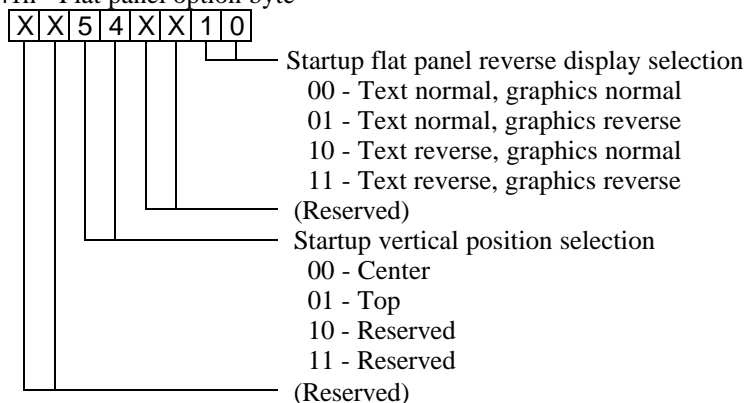 Flat panel option byte
X X 5 4 X X 1 0
Startup flat panel reverse display selection
00 - Text normal, graphics normal
01 - Text normal, graphics reverse
10 - Text reverse, graphics normal
11 - Text reverse, graphics reverse
(Reserved)
Startup vertical position selection
00 - Center
01 - Top
10 - Reserved
11 - Reserved
(Reserved)